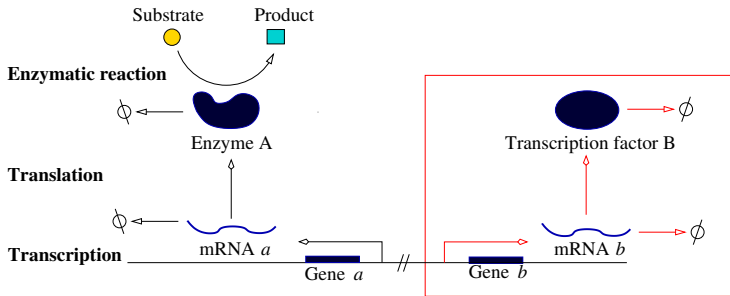 Substrate Product
Enzymatic reaction
ϕ Enzyme A
Transcription factor B ϕ
Translation
ϕ mRNA a
mRNA b ϕ
Transcription
Gene a // Gene b